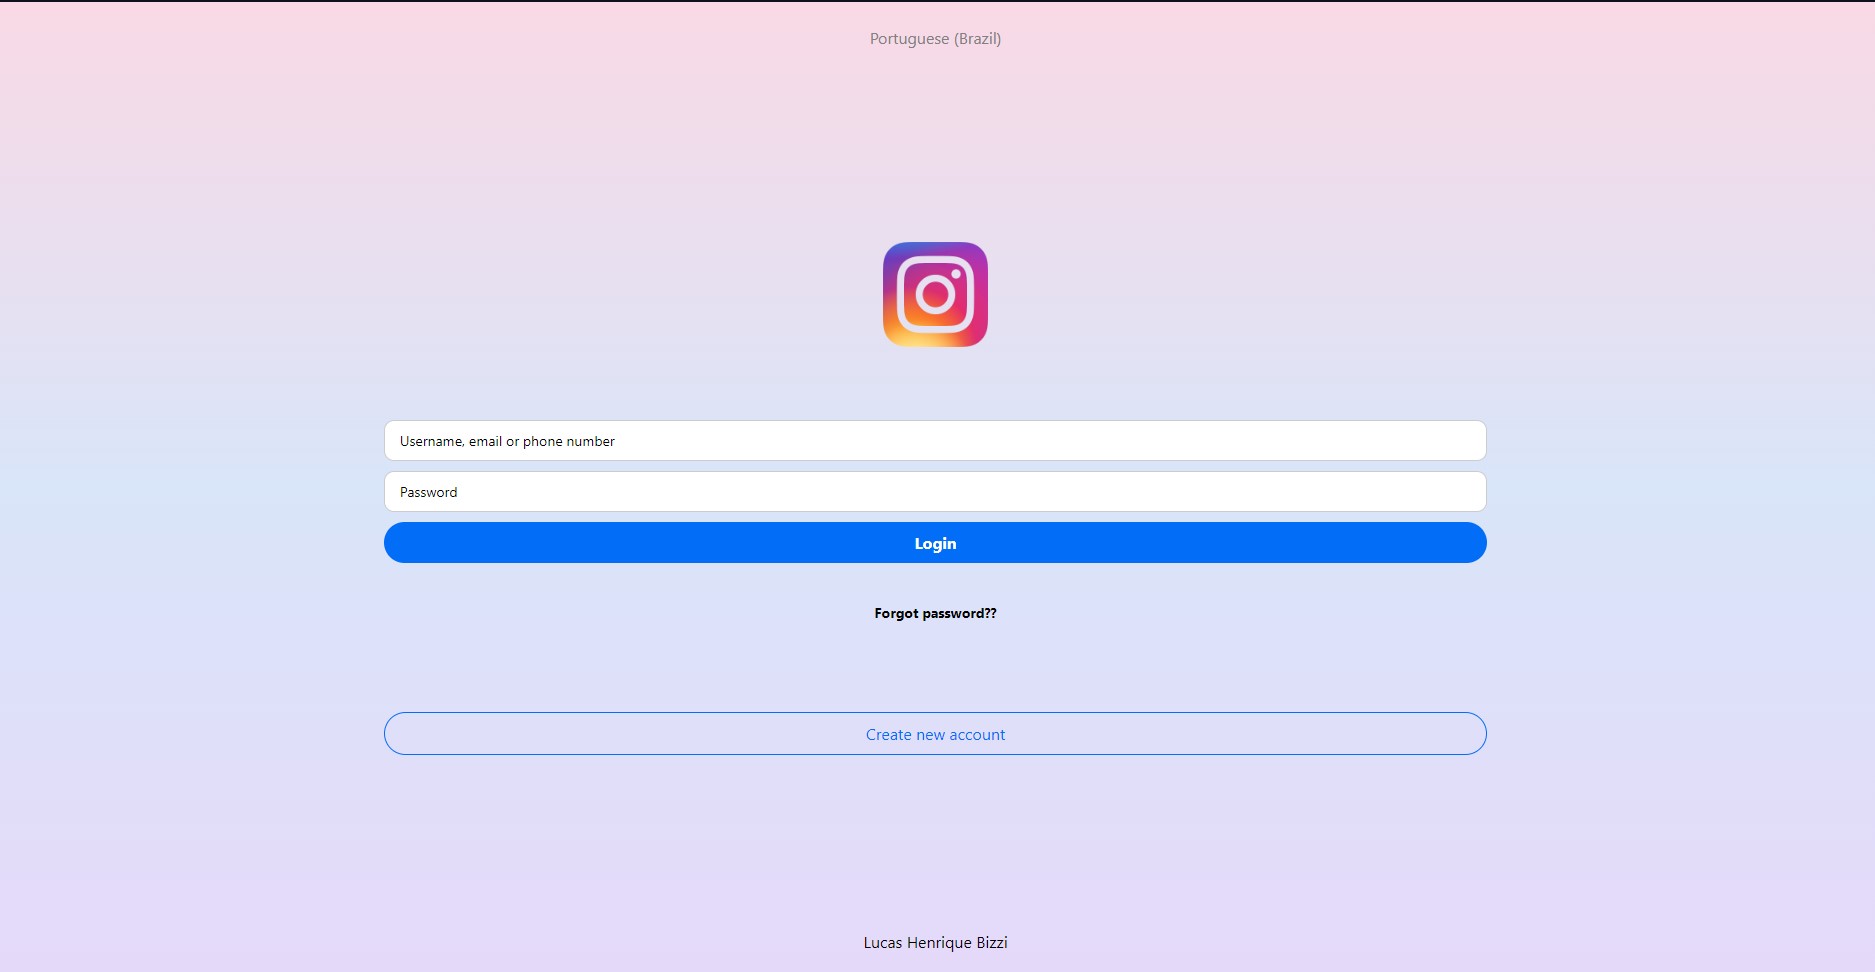 Portuguese (Brazil)
Username, email or phone number
Password
Login
Forgot password??
Create new account
Lucas Henrique Bizzi